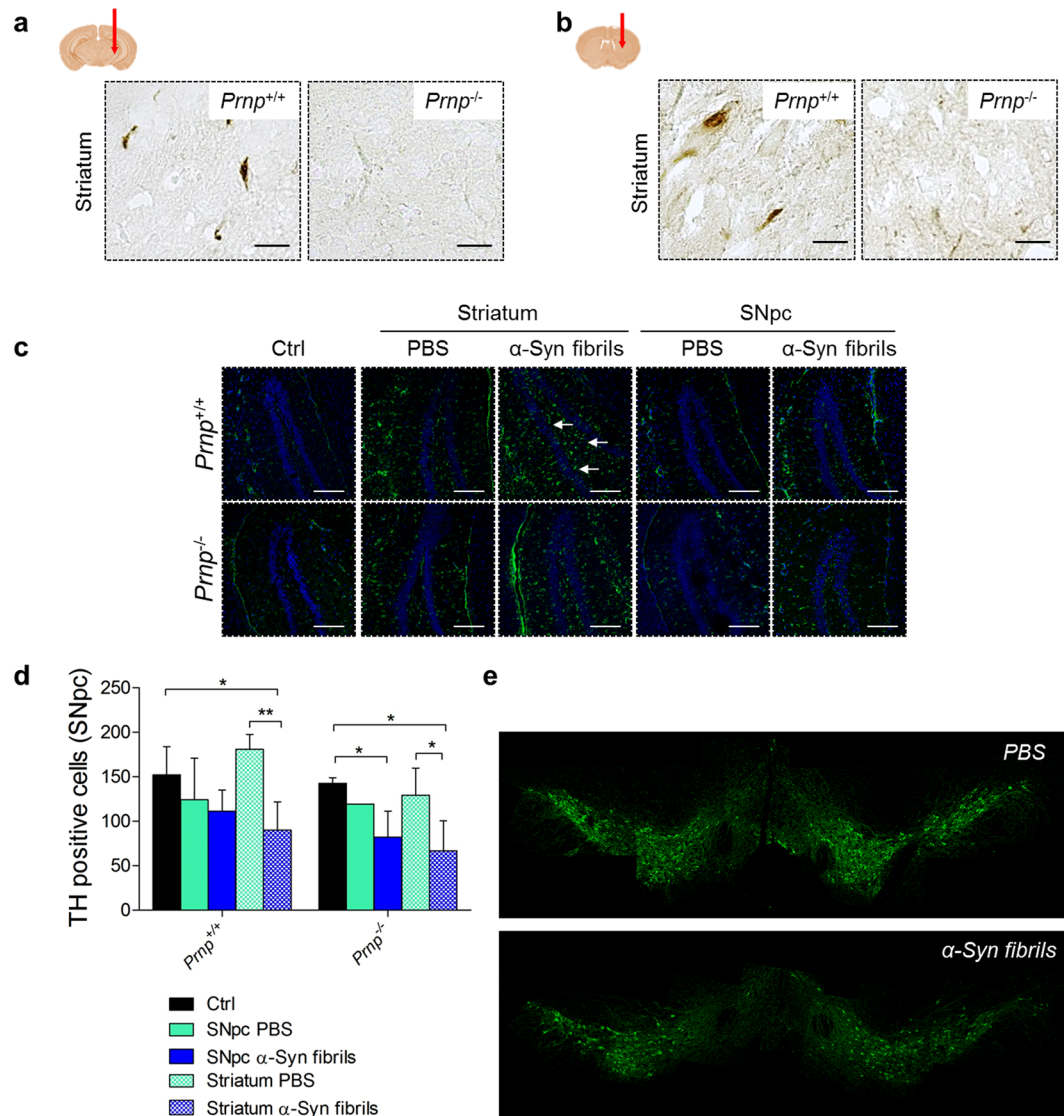 a
b
Prnp+/+
Prnp-/-
Striatum
Prnp+/+
Prnp-/-
Striatum
c
Striatum
SNpc
Ctrl
PBS
α-Syn fibrils
PBS
α-Syn fibrils
Prnp+/+
Prnp-/-
d
TH positive cells (SNpc)
250
200
150
100
50
0
*
**
*
*
*
Prnp+/+
Prnp-/-
Ctrl
SNpc PBS
SNpc α-Syn fibrils
Striatum PBS
Striatum α-Syn fibrils
e
PBS
α-Syn fibrils